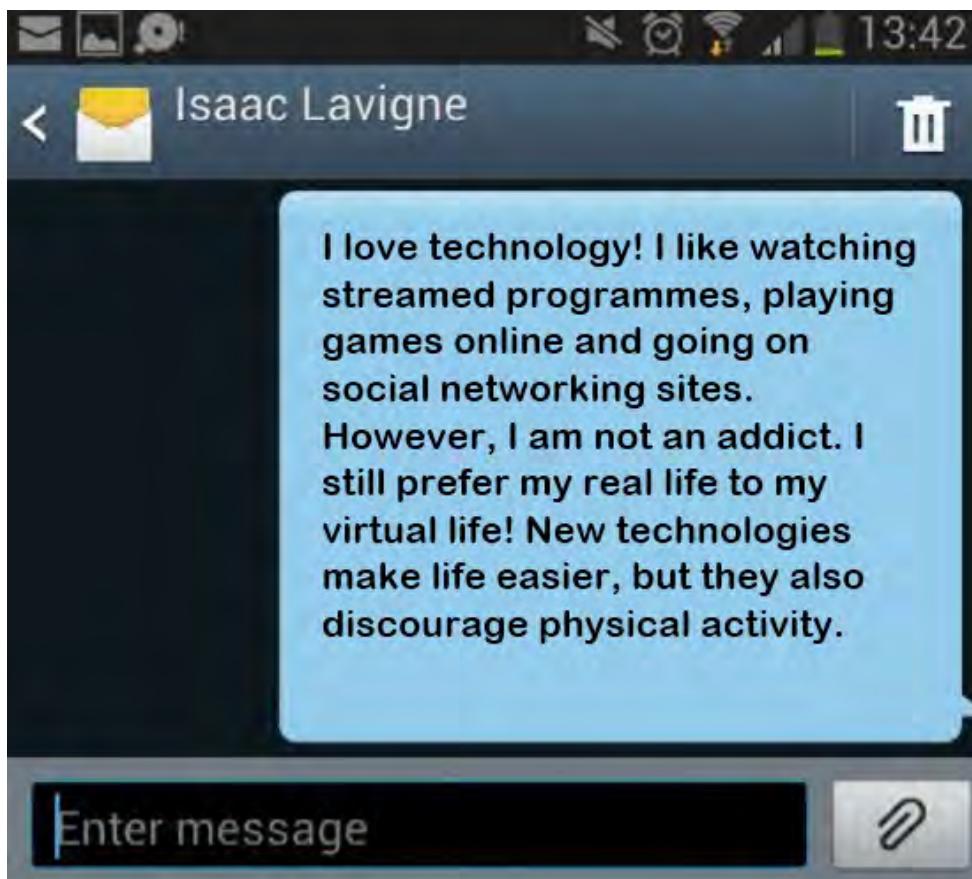 13:42
Isaac Lavigne
I love technology! I like watching
streamed programmes, playing
games online and going on
social networking sites.
However, I am not an addict. I
still prefer my real life to my
virtual life! New technologies
make life easier, but they also
discourage physical activity.
Enter message